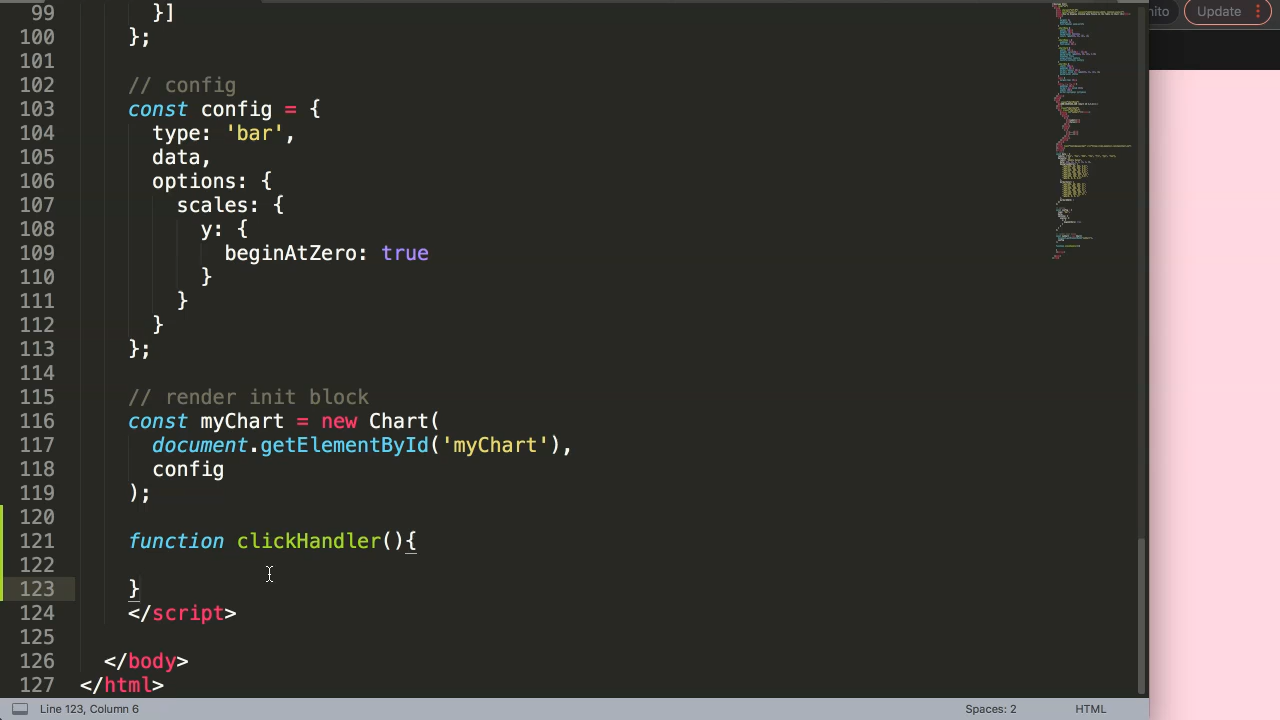 99 }]
100 };
101
102 // config
103 const config = {
104 type: 'bar',
105 data,
106 options: {
107 scales: {
108 y: {
109 beginAtZero: true
110 }
111 }
112 }
113 };
114
115 // render init block
116 const myChart = new Chart(
117 document.getElementById('myChart'),
118 config
119 );
120
121 function clickHandler(){
122
123 }
124 </script>
125
126 </body>
127 </html>
Line 123, Column 6 Spaces: 2 HTML
Update